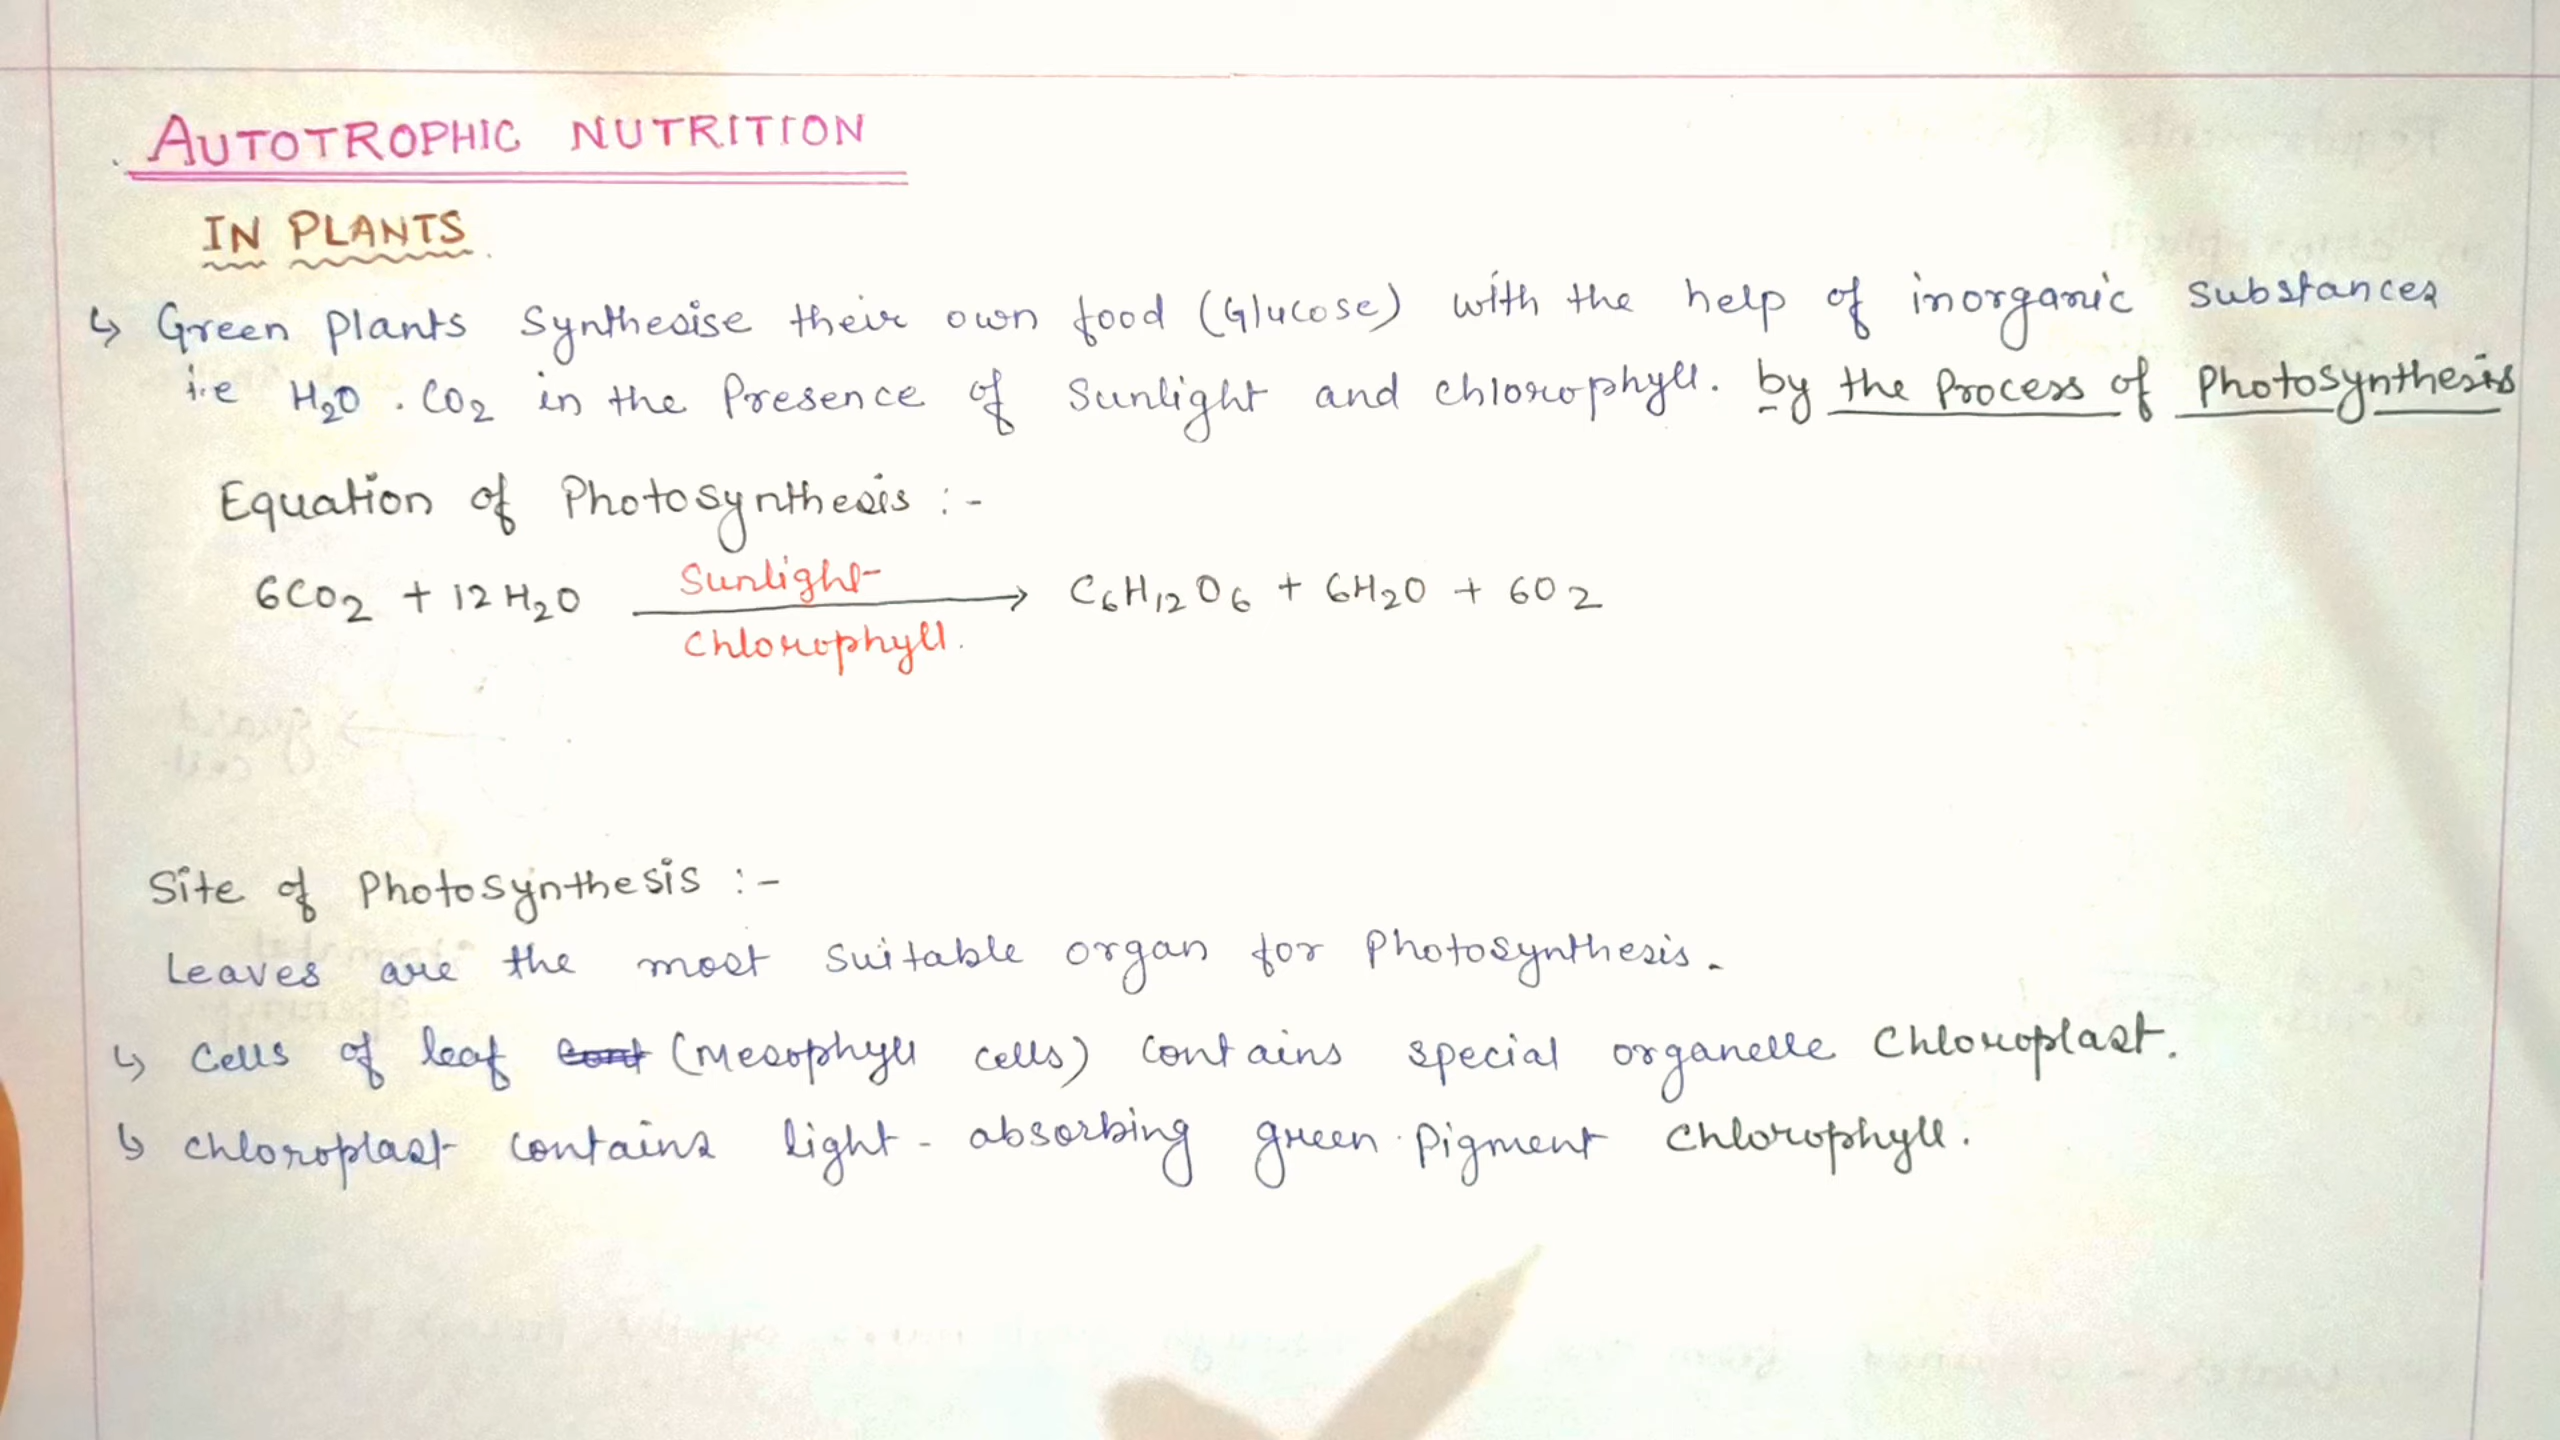 AUTOTROPHIC NUTRITION
IN PLANTS
↳ Green plants Synthesise their own food (Glucose) with the help of inorganic substances
i.e H₂O . CO₂ in the Presence of Sunlight and chlorophyll. by the Process of Photosynthesis
Equation of Photosynthesis :-
Sunlight
6CO₂ + 12H₂O → C₆H₁₂O₆ + 6H₂O + 6O₂
Chlorophyll.
Site of Photosynthesis :-
Leaves are the most suitable organ for Photosynthesis.
↳ Cells of leaf cont (Mesophyll cells) contains special organelle Chloroplast.
↳ chloroplast contains light-absorbing green Pigment chlorophyll.